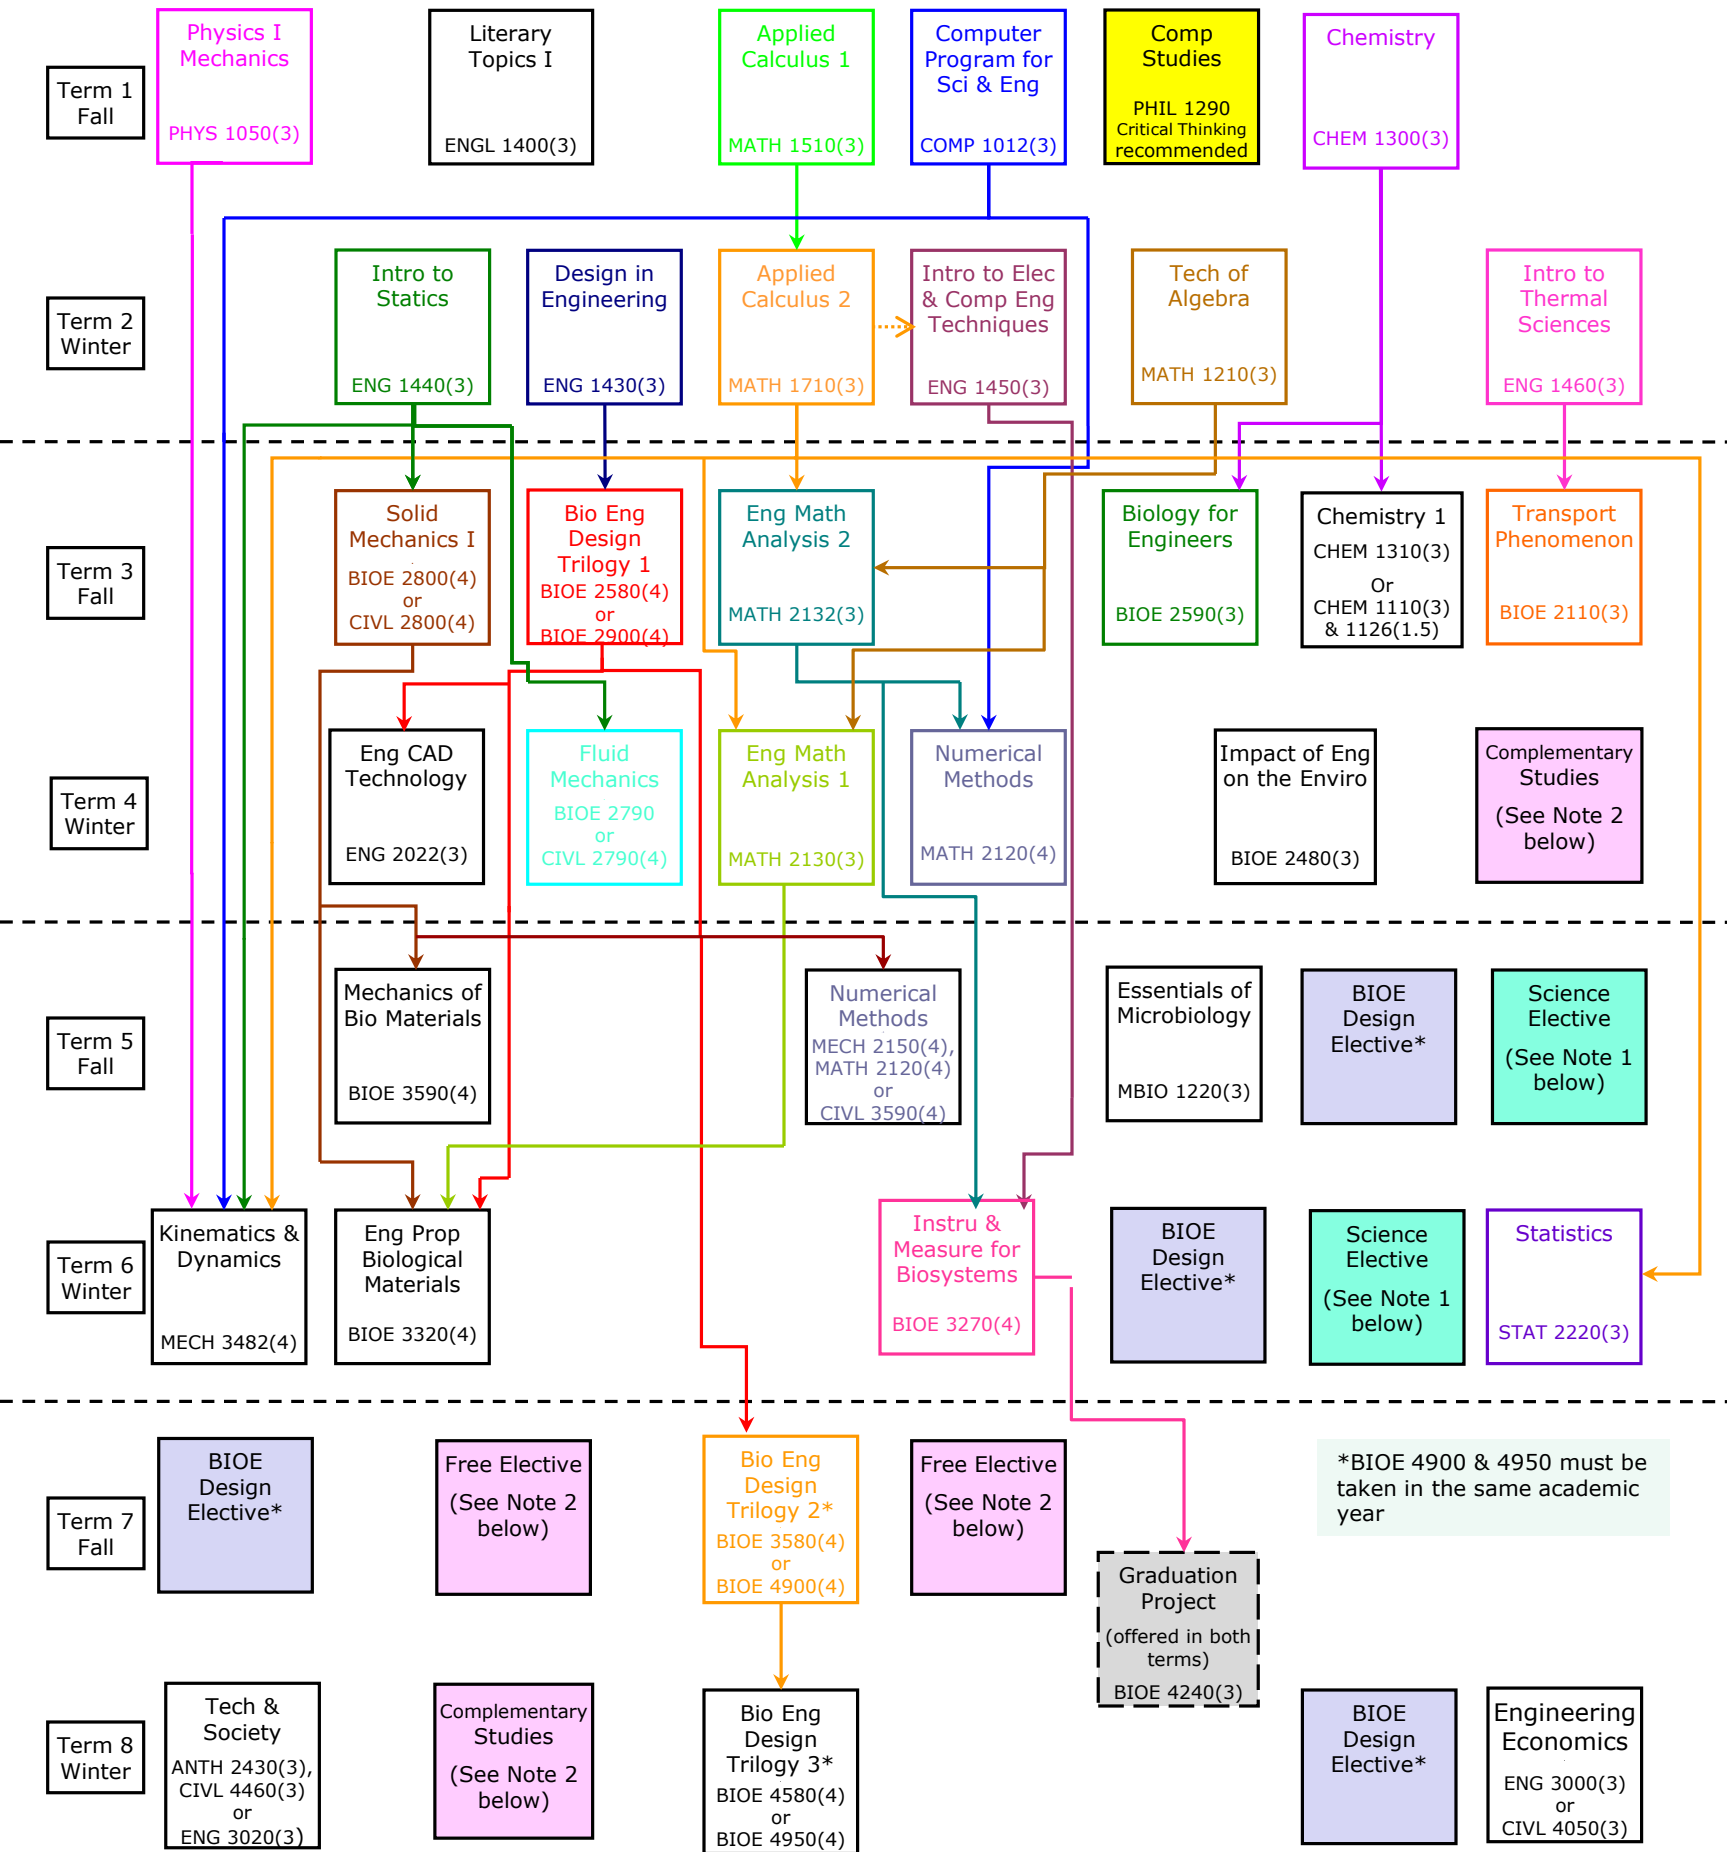 Term 1
Fall
Physics I
Mechanics
PHYS 1050(3)
Literary
Topics I
ENGL 1400(3)
Applied
Calculus 1
MATH 1510(3)
Computer
Program for
Sci & Eng
COMP 1012(3)
Comp
Studies
PHIL 1290
Critical Thinking
recommended
Chemistry
CHEM 1300(3)
Term 2
Winter
Intro to
Statics
ENG 1440(3)
Design in
Engineering
ENG 1430(3)
Applied
Calculus 2
MATH 1710(3)
Intro to Elec
& Comp Eng
Techniques
ENG 1450(3)
Tech of
Algebra
MATH 1210(3)
Intro to
Thermal
Sciences
ENG 1460(3)
Term 3
Fall
Solid
Mechanics I
BIOE 2800(4)
or
CIVL 2800(4)
Bio Eng
Design
Trilogy 1
BIOE 2580(4)
or
BIOE 2900(4)
Eng Math
Analysis 2
MATH 2132(3)
Biology for
Engineers
BIOE 2590(3)
Chemistry 1
CHEM 1310(3)
Or
CHEM 1110(3)
& 1126(1.5)
Transport
Phenomenon
BIOE 2110(3)
Term 4
Winter
Eng CAD
Technology
ENG 2022(3)
Fluid
Mechanics
BIOE 2790
or
CIVL 2790(4)
Eng Math
Analysis 1
MATH 2130(3)
Numerical
Methods
MATH 2120(4)
Impact of Eng
on the Enviro
BIOE 2480(3)
Complementary
Studies
(See Note 2
below)
Term 5
Fall
Mechanics of
Bio Materials
BIOE 3590(4)
Numerical
Methods
MECH 2150(4),
MATH 2120(4)
or
CIVL 3590(4)
Essentials of
Microbiology
MBIO 1220(3)
BIOE
Design
Elective*
Science
Elective
(See Note 1
below)
Term 6
Winter
Kinematics &
Dynamics
MECH 3482(4)
Eng Prop
Biological
Materials
BIOE 3320(4)
Instru &
Measure for
Biosystems
BIOE 3270(4)
BIOE
Design
Elective*
Science
Elective
(See Note 1
below)
Statistics
STAT 2220(3)
Term 7
Fall
BIOE
Design
Elective*
Free Elective
(See Note 2
below)
Bio Eng
Design
Trilogy 2*
BIOE 3580(4)
or
BIOE 4900(4)
Free Elective
(See Note 2
below)
Graduation
Project
(offered in both
terms)
BIOE 4240(3)
*BIOE 4900 & 4950 must be
taken in the same academic
year
Term 8
Winter
Tech &
Society
ANTH 2430(3),
CIVL 4460(3)
or
ENG 3020(3)
Complementary
Studies
(See Note 2
below)
Bio Eng
Design
Trilogy 3*
BIOE 4580(4)
or
BIOE 4950(4)
BIOE
Design
Elective*
Engineering
Economics
ENG 3000(3)
or
CIVL 4050(3)